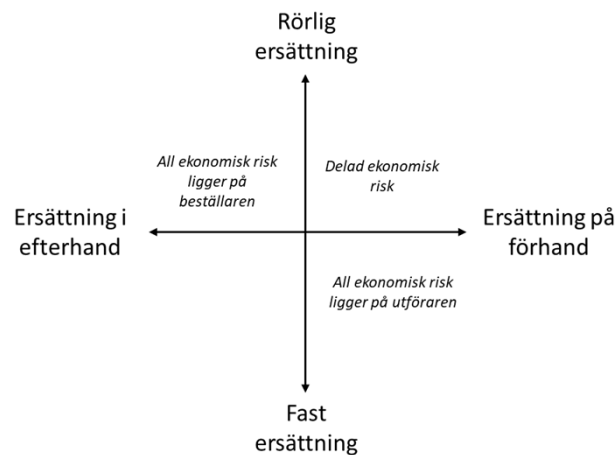 Rörlig
ersättning
All ekonomisk risk
ligger på
beställaren
Delad ekonomisk
risk
Ersättning i
efterhand
Ersättning på
förhand
All ekonomisk risk
ligger på utföraren
Fast
ersättning